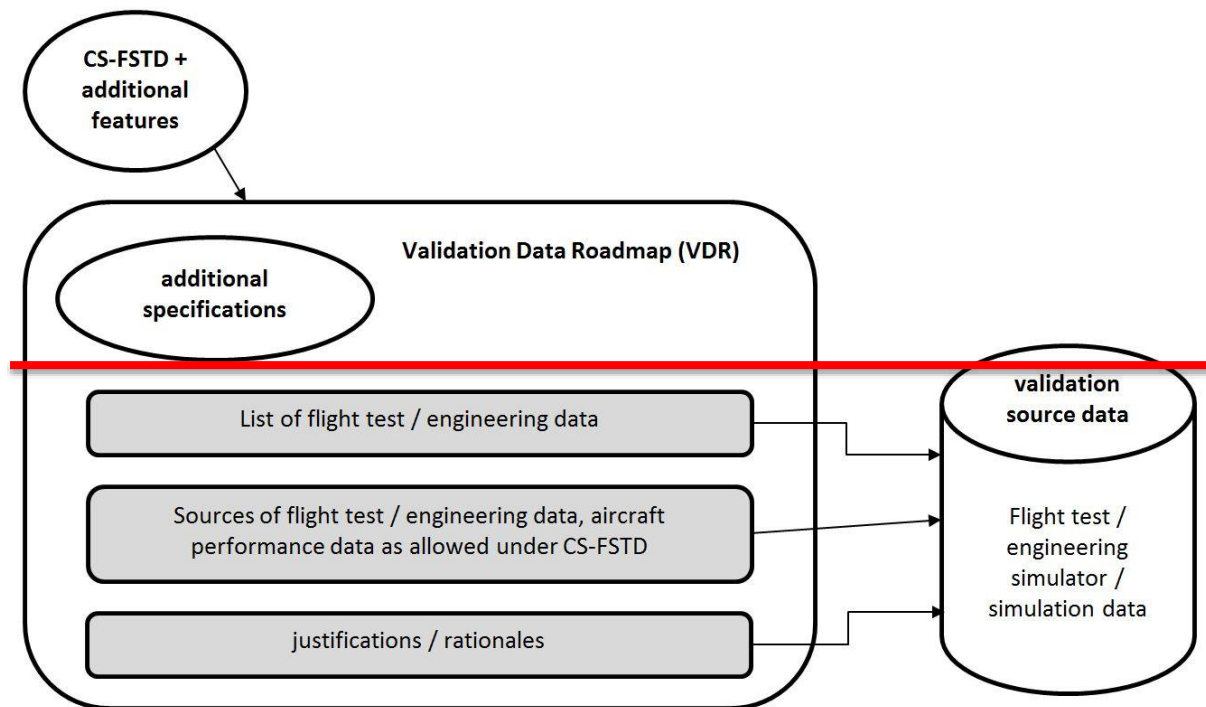 CS-FSTD +
additional
features
Validation Data Roadmap (VDR)
additional
specifications
List of flight test / engineering data
Sources of flight test / engineering data, aircraft
performance data as allowed under CS-FSTD
justifications / rationales
validation
source data
Flight test /
engineering
simulator /
simulation data